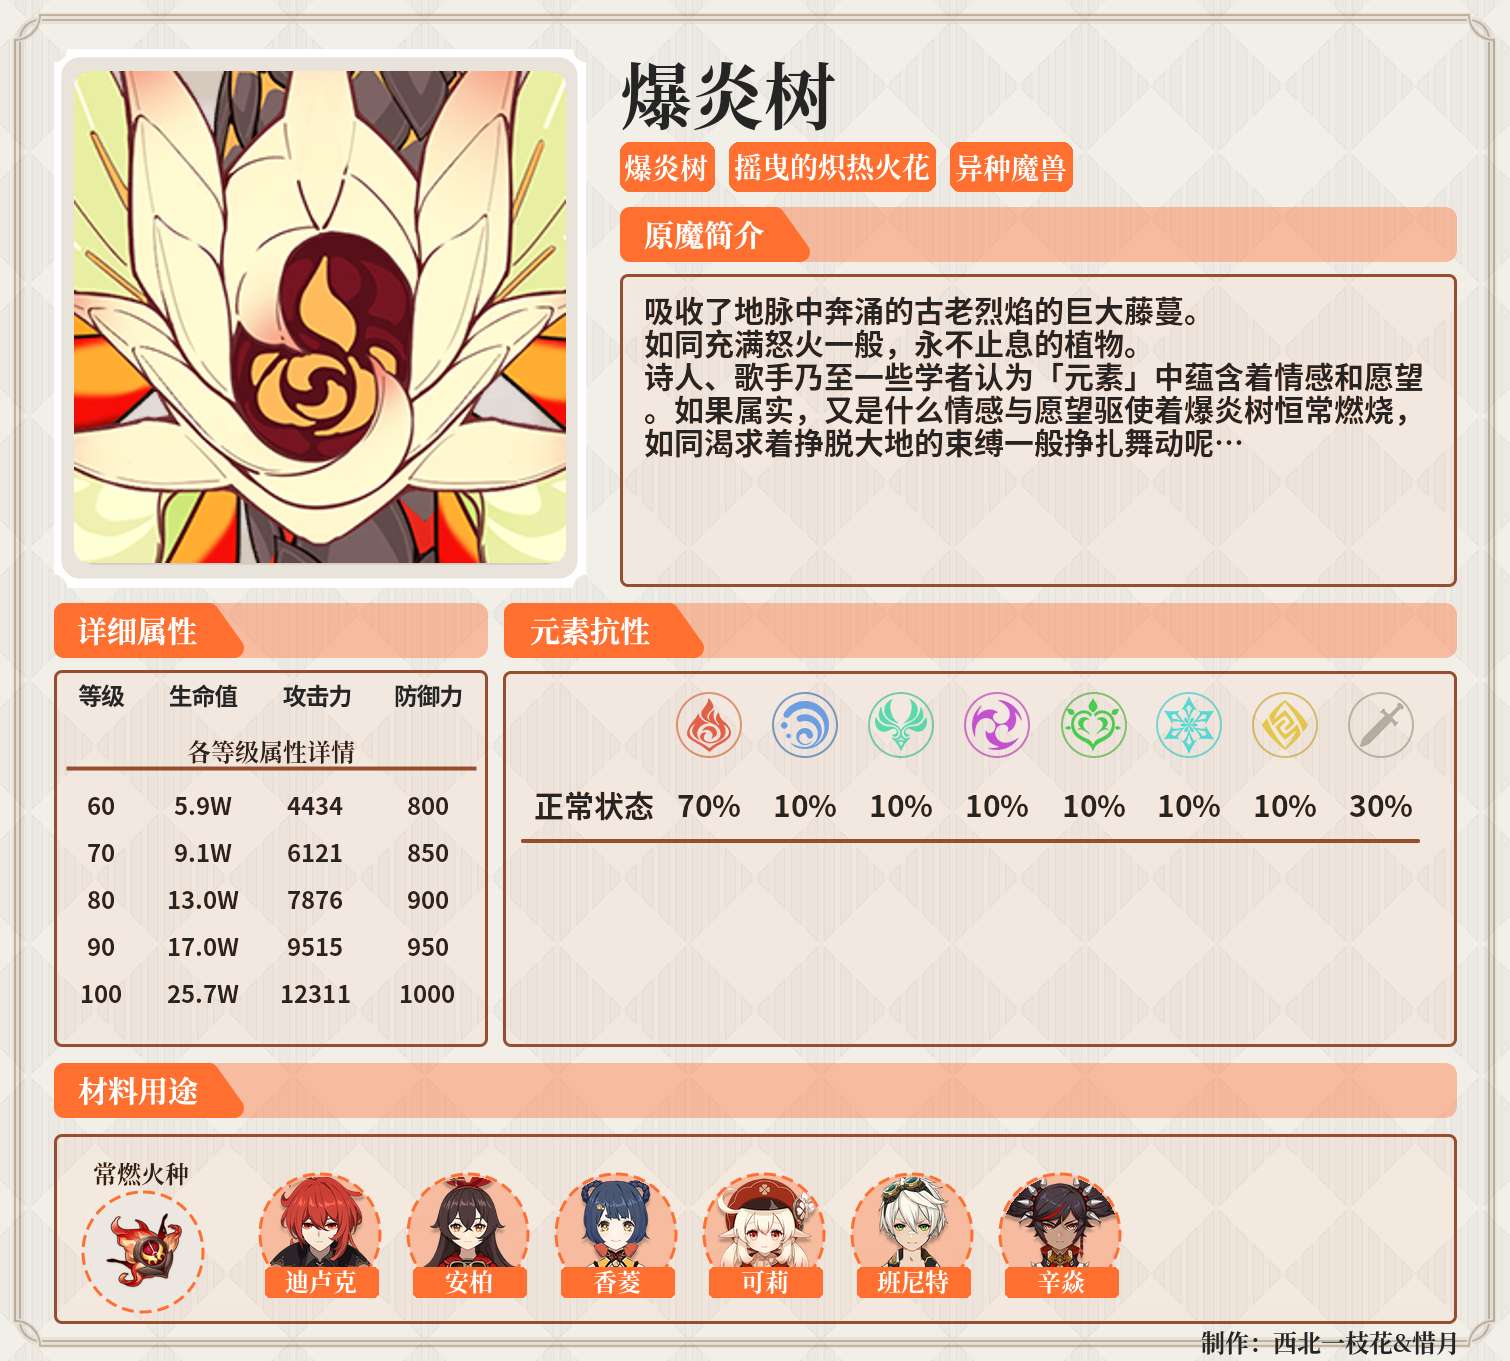 爆炎树
爆炎树 摇曳的炽热火花 异种魔兽
原魔简介
吸收了地脉中奔涌的古老烈焰的巨大藤蔓。
如同充满怒火一般，永不止息的植物。
诗人、歌手乃至一些学者认为「元素」中蕴含着情感和愿望
。如果属实，又是什么情感与愿望驱使着爆炎树恒常燃烧，
如同渴求着挣脱大地的束缚一般挣扎舞动呢…
详细属性
等级 生命值 攻击力 防御力
各等级属性详情
60 5.9W 4434 800
70 9.1W 6121 850
80 13.0W 7876 900
90 17.0W 9515 950
100 25.7W 12311 1000
元素抗性
正常状态 70% 10% 10% 10% 10% 10% 10% 30%
材料用途
常燃火种
迪卢克 安柏 香菱 可莉 班尼特 辛焱
制作：西北一枝花&惜月